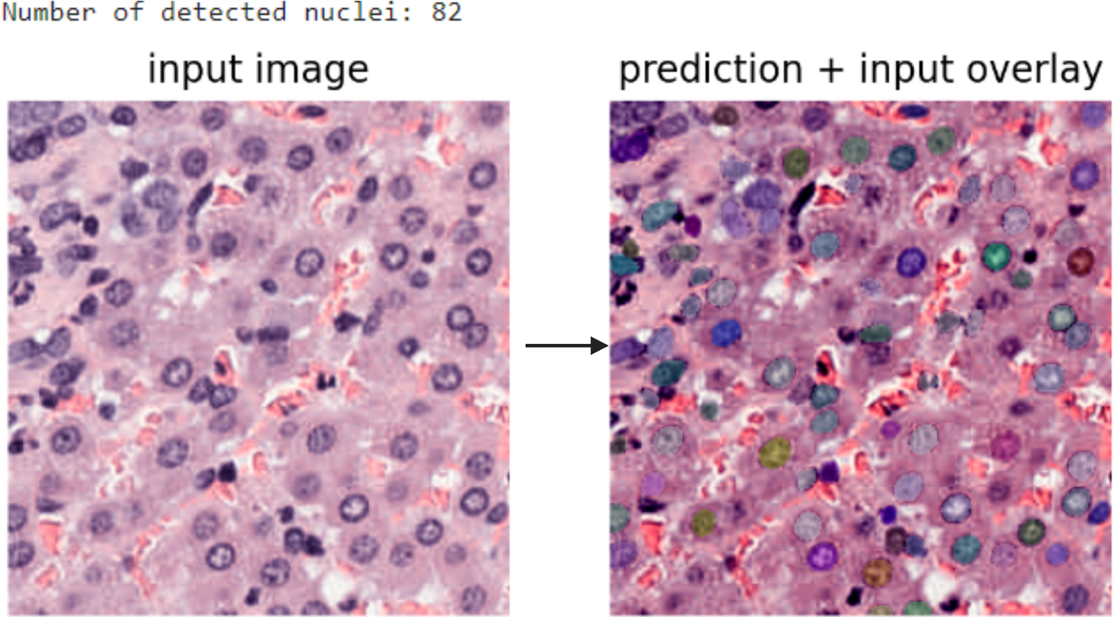 Number of detected nuclei: 82
input image
prediction + input overlay